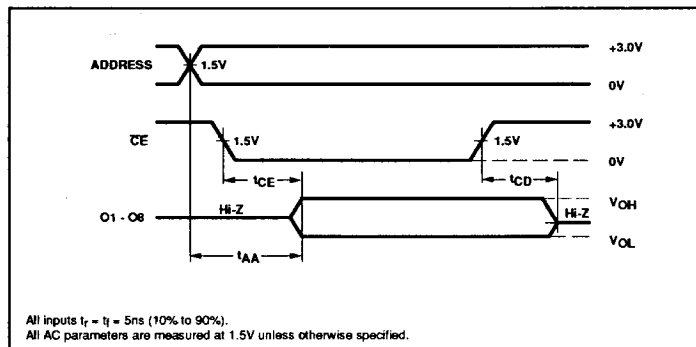 +3.0V
ADDRESS
1.5V
0V
+3.0V
CE
1.5V
1.5V
0V
tCE
tCD
VOH
Hi-Z
Hi-Z
O1 - O8
VOL
tAA
All inputs tr = tf = 5ns (10% to 90%).
All AC parameters are measured at 1.5V unless otherwise specified.